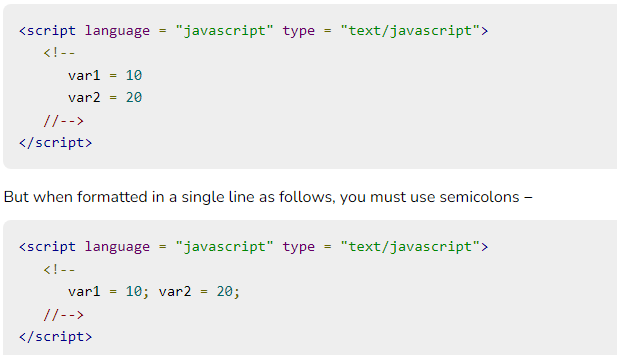 <script language = "javascript" type = "text/javascript">
<!--
var1 = 10
var2 = 20
//-->
</script>
But when formatted in a single line as follows, you must use semicolons −
<script language = "javascript" type = "text/javascript">
<!--
var1 = 10; var2 = 20;
//-->
</script>